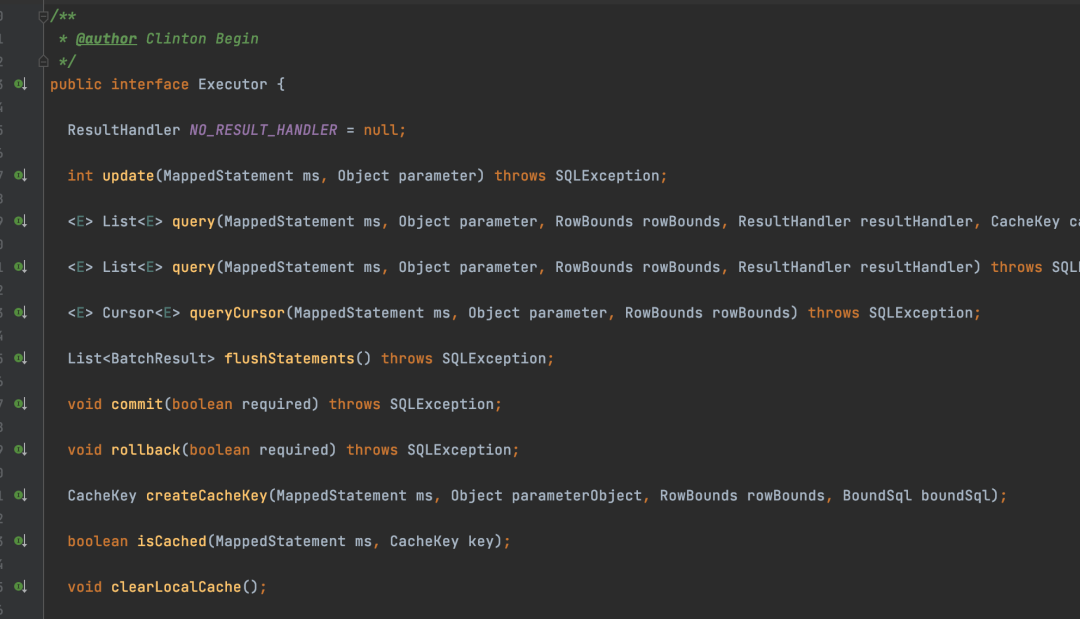 /**
 * @author Clinton Begin
 */
public interface Executor {
ResultHandler NO_RESULT_HANDLER = null;
int update(MappedStatement ms, Object parameter) throws SQLException;
<E> List<E> query(MappedStatement ms, Object parameter, RowBounds rowBounds, ResultHandler resultHandler, CacheKey
<E> List<E> query(MappedStatement ms, Object parameter, RowBounds rowBounds, ResultHandler resultHandler) throws
<E> Cursor<E> queryCursor(MappedStatement ms, Object parameter, RowBounds rowBounds) throws SQLException;
List<BatchResult> flushStatements() throws SQLException;
void commit(boolean required) throws SQLException;
void rollback(boolean required) throws SQLException;
CacheKey createCacheKey(MappedStatement ms, Object parameterObject, RowBounds rowBounds, BoundSql boundSql);
boolean isCached(MappedStatement ms, CacheKey key);
void clearLocalCache();